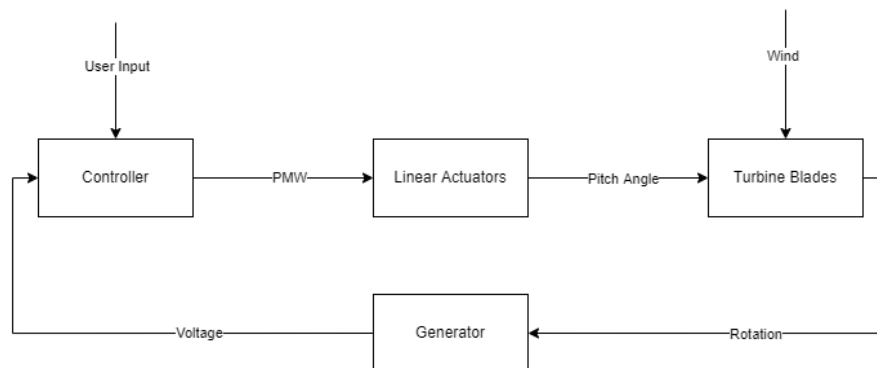 User Input
Wind
Controller
PMW
Linear Actuators
Pitch Angle
Turbine Blades
Voltage
Generator
Rotation